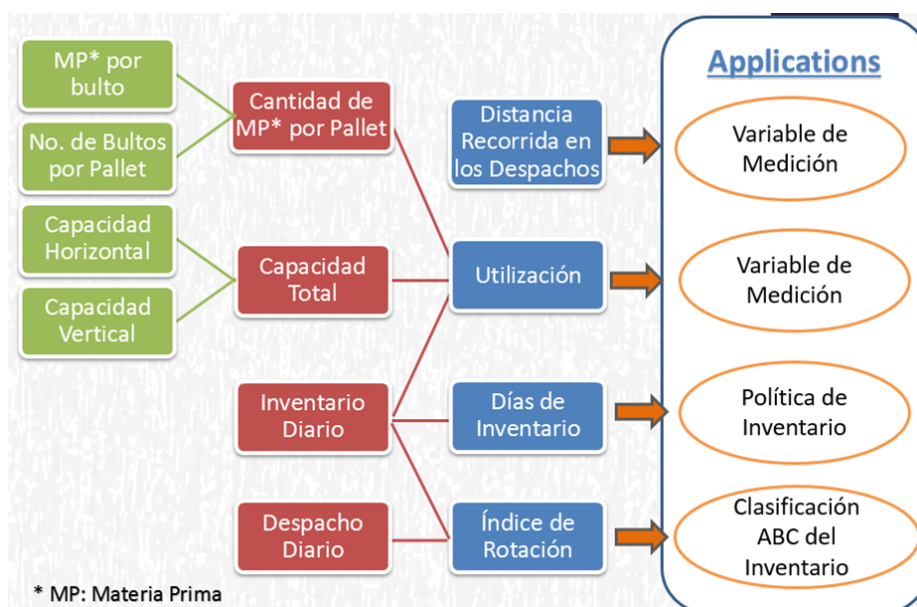 MP* por
bulto
No. de Bultos
por Pallet
Capacidad
Horizontal
Capacidad
Vertical
Cantidad de
MP* por Pallet
Capacidad
Total
Inventario
Diario
Despacho
Diario
Distancia
Recorrida en
los Despachos
Utilización
Días de
Inventario
Índice de
Rotación
Applications
Variable de
Medición
Variable de
Medición
Política de
Inventario
Clasificación
ABC del
Inventario
* MP: Materia Prima